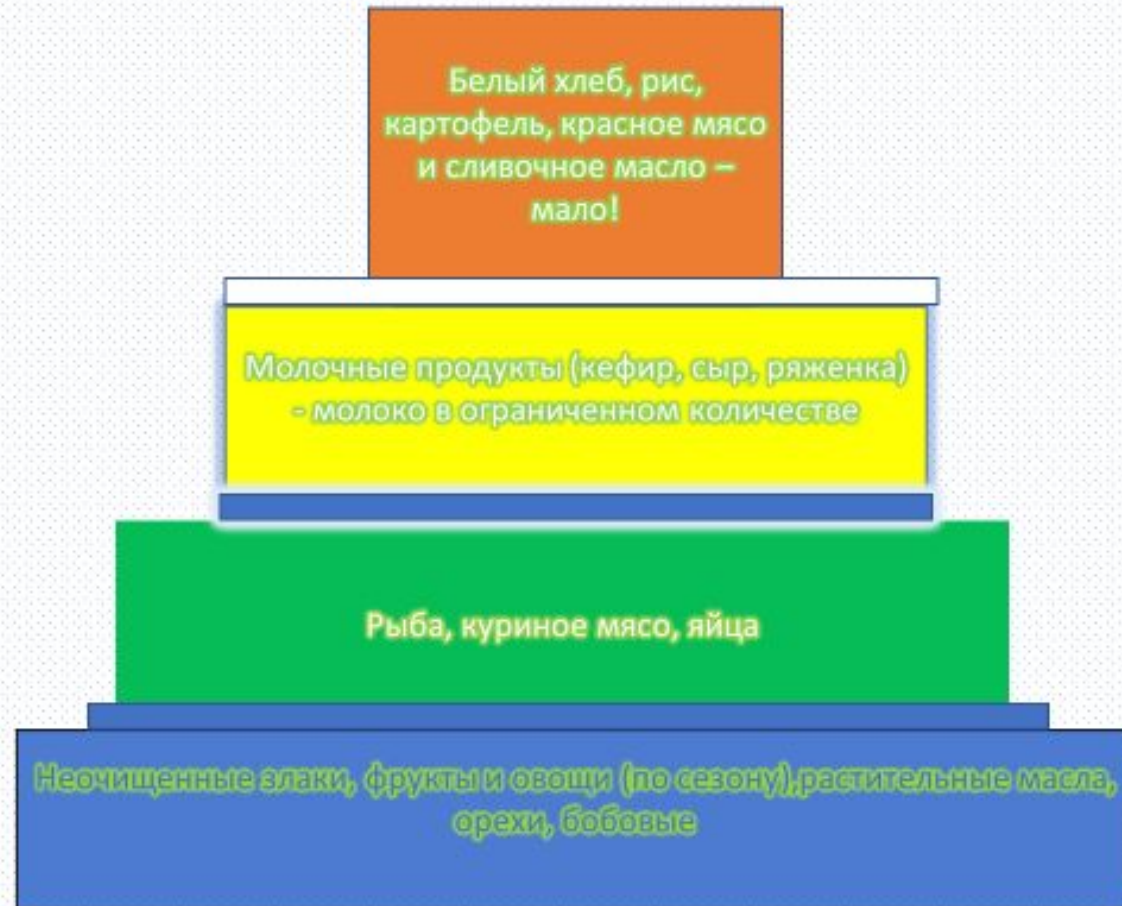 Белый хлеб, рис,
картофель, красное мясо
и сливочное масло –
мало!
Молочные продукты (кефир, сыр, ряженка)
- молоко в ограниченном количестве
Рыба, куриное мясо, яйца
Неочищенные злаки, фрукты и овощи (по сезону),растительные масла,
орехи, бобовые